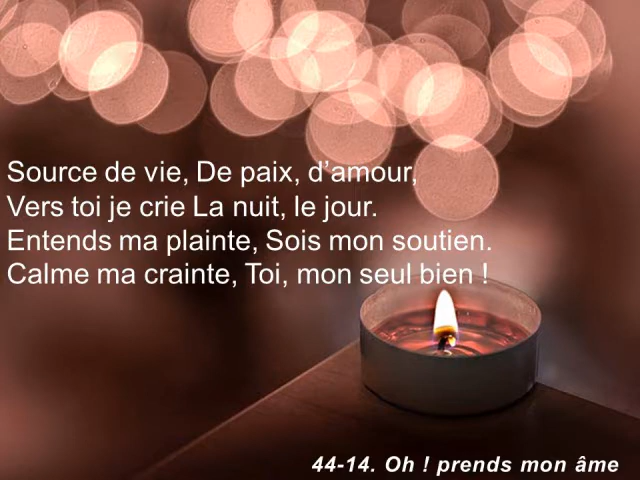 Source de vie, De paix, d’amour,
Vers toi je crie La nuit, le jour.
Entends ma plainte, Sois mon soutien.
Calme ma crainte, Toi, mon seul bien !
44-14. Oh ! prends mon âme